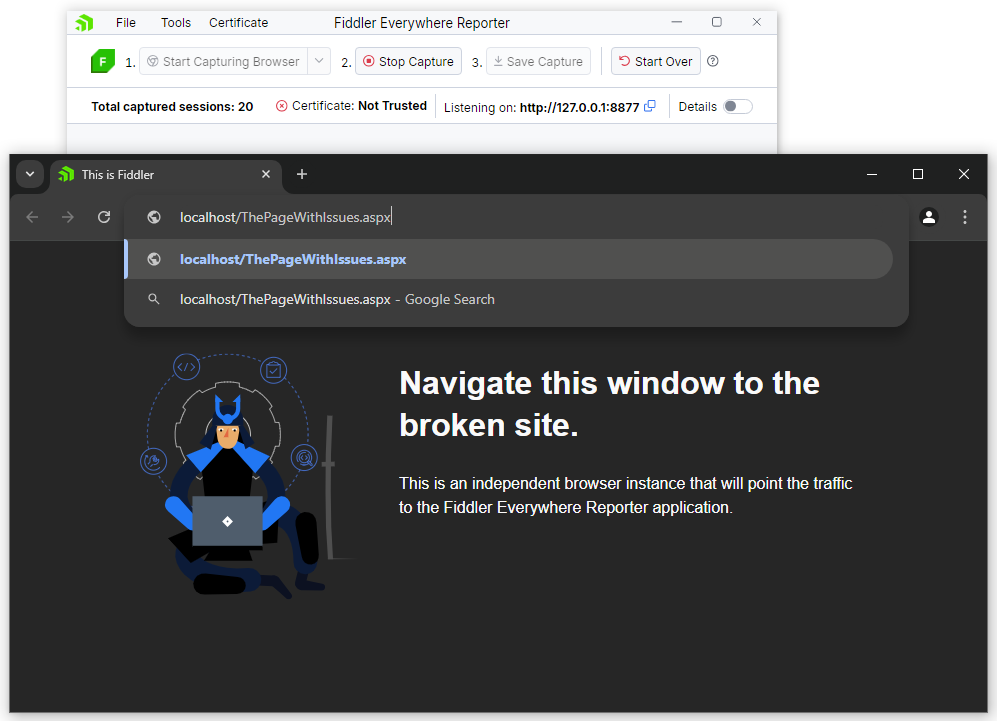 File Tools Certificate Fiddler Everywhere Reporter
F 1. Start Capturing Browser 2. Stop Capture 3. Save Capture Start Over
Total captured sessions: 20 Certificate: Not Trusted Listening on: http://127.0.0.1:8877 Details
This is Fiddler
localhost/ThePageWithIssues.aspx
localhost/ThePageWithIssues.aspx
localhost/ThePageWithIssues.aspx - Google Search
Navigate this window to the
broken site.
This is an independent browser instance that will point the traffic
to the Fiddler Everywhere Reporter application.